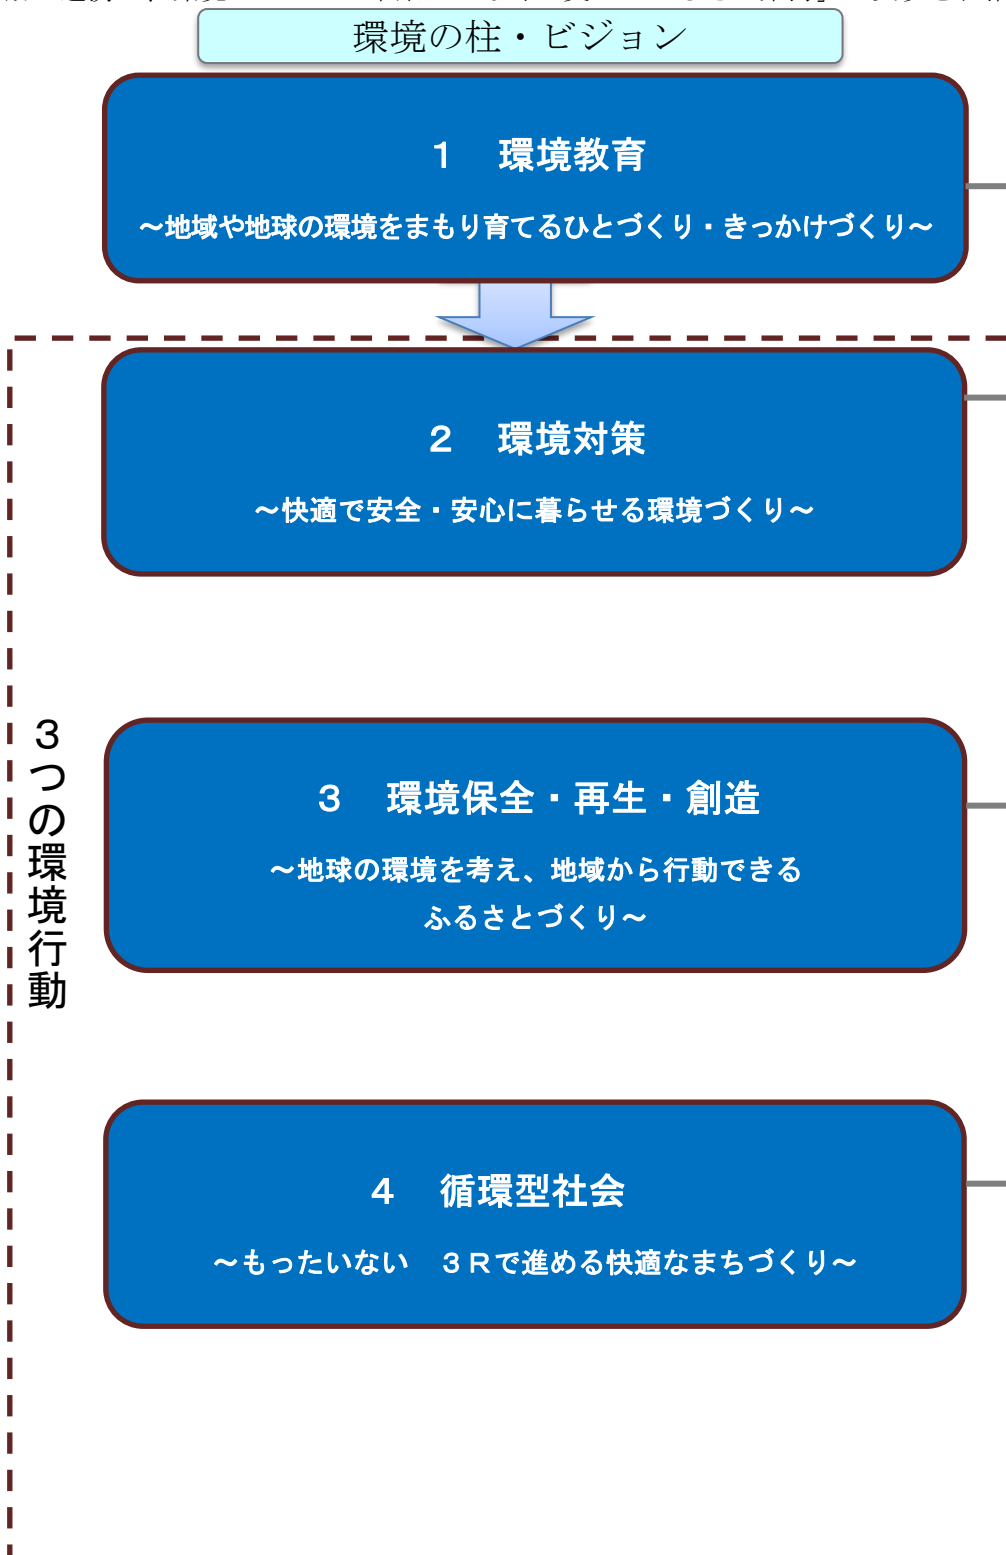 環境の柱・ビジョン
１　環境教育
～地域や地球の環境をまもり育てるひとづくり・きっかけづくり～
２　環境対策
～快適で安全・安心に暮らせる環境づくり～
３つの環境行動
３　環境保全・再生・創造
～地球の環境を考え、地域から行動できる
ふるさとづくり～
４　循環型社会
～もったいない　３Ｒで進める快適なまちづくり～